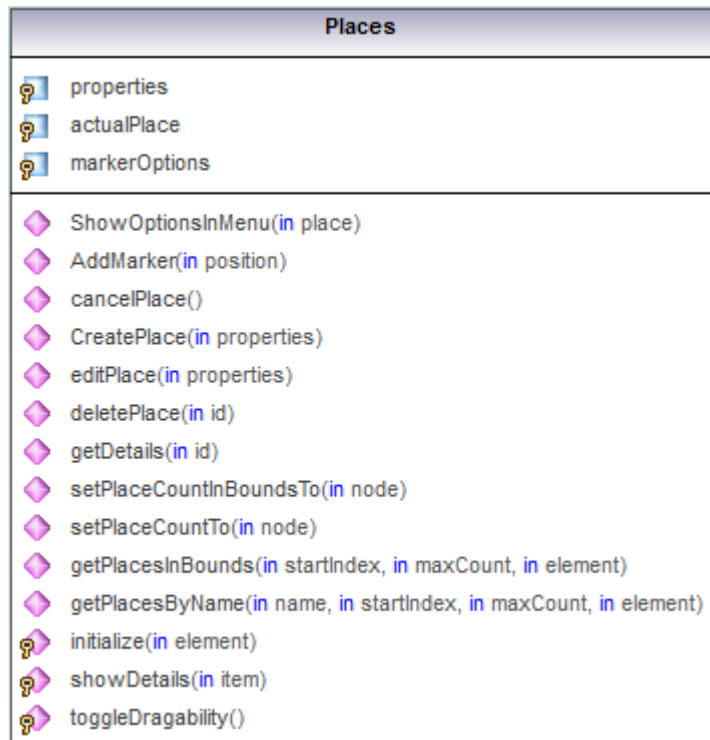 Places
properties
actualPlace
markerOptions
ShowOptionsInMenu(in place)
AddMarker(in position)
cancelPlace()
CreatePlace(in properties)
editPlace(in properties)
deletePlace(in id)
getDetails(in id)
setPlaceCountInBoundsTo(in node)
setPlaceCountTo(in node)
getPlacesInBounds(in startIndex, in maxCount, in element)
getPlacesByName(in name, in startIndex, in maxCount, in element)
initialize(in element)
showDetails(in item)
toggleDragability()